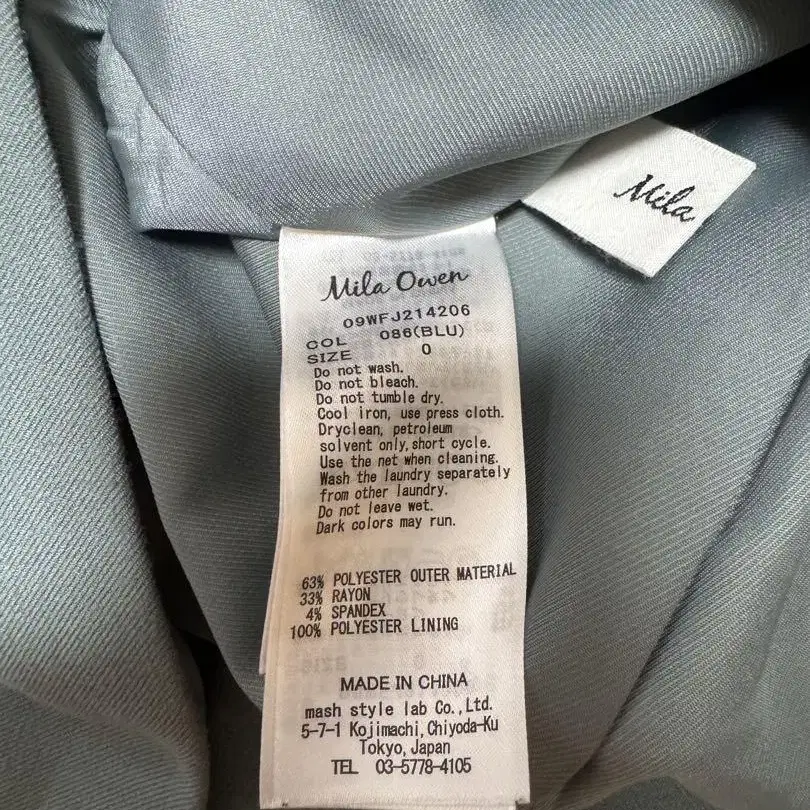 Mila
Mila Owen
09WFJ214206
COL 086(BLU)
SIZE 0
Do not wash.
Do not bleach.
Do not tumble dry.
Cool iron, use press cloth.
Dryclean, petroleum
solvent only, short cycle.
Use the net when cleaning.
Wash the laundry separately
from other laundry.
Do not leave wet.
Dark colors may run.
63% POLYESTER OUTER MATERIAL
33% RAYON
4% SPANDEX
100% POLYESTER LINING
MADE IN CHINA
mash style lab Co.,Ltd.
5-7-1 Kojimachi,Chiyoda-Ku
Tokyo,Japan
TEL 03-5778-4105